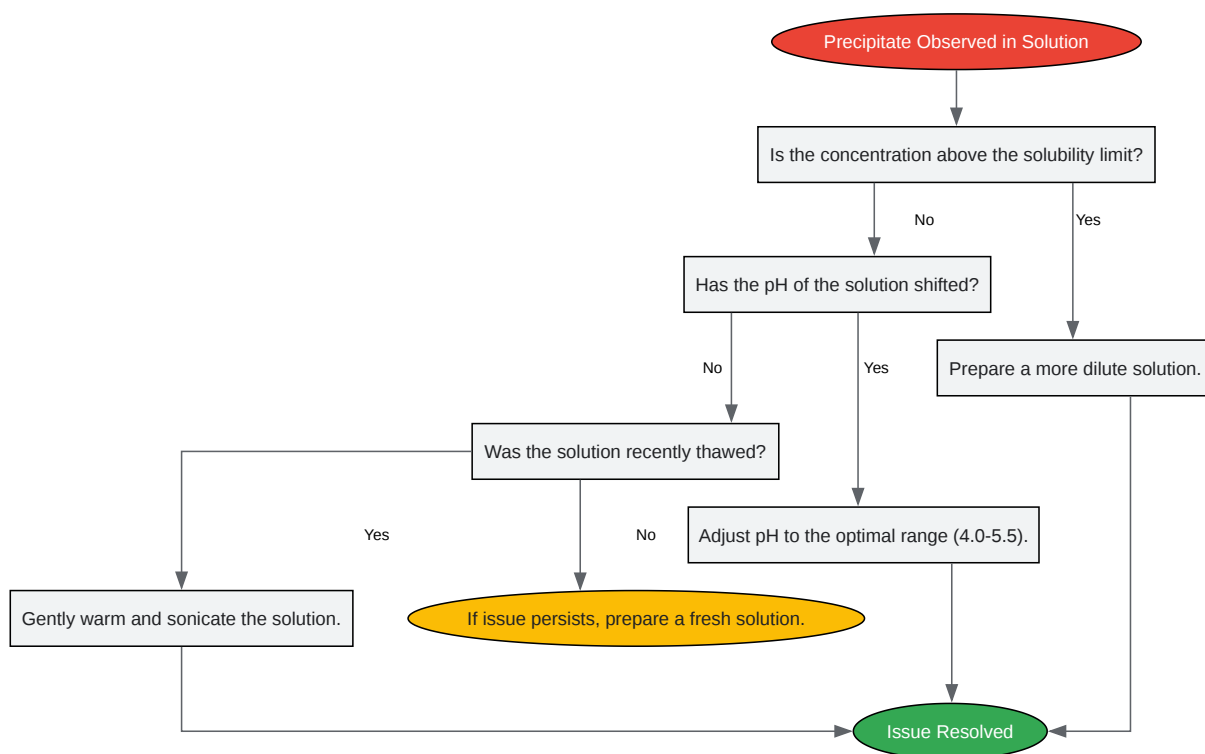 Precipitate Observed in Solution
Is the concentration above the solubility limit?
No
Yes
Has the pH of the solution shifted?
No
Yes
Prepare a more dilute solution.
Was the solution recently thawed?
Yes
No
Adjust pH to the optimal range (4.0-5.5).
Gently warm and sonicate the solution.
If issue persists, prepare a fresh solution.
Issue Resolved